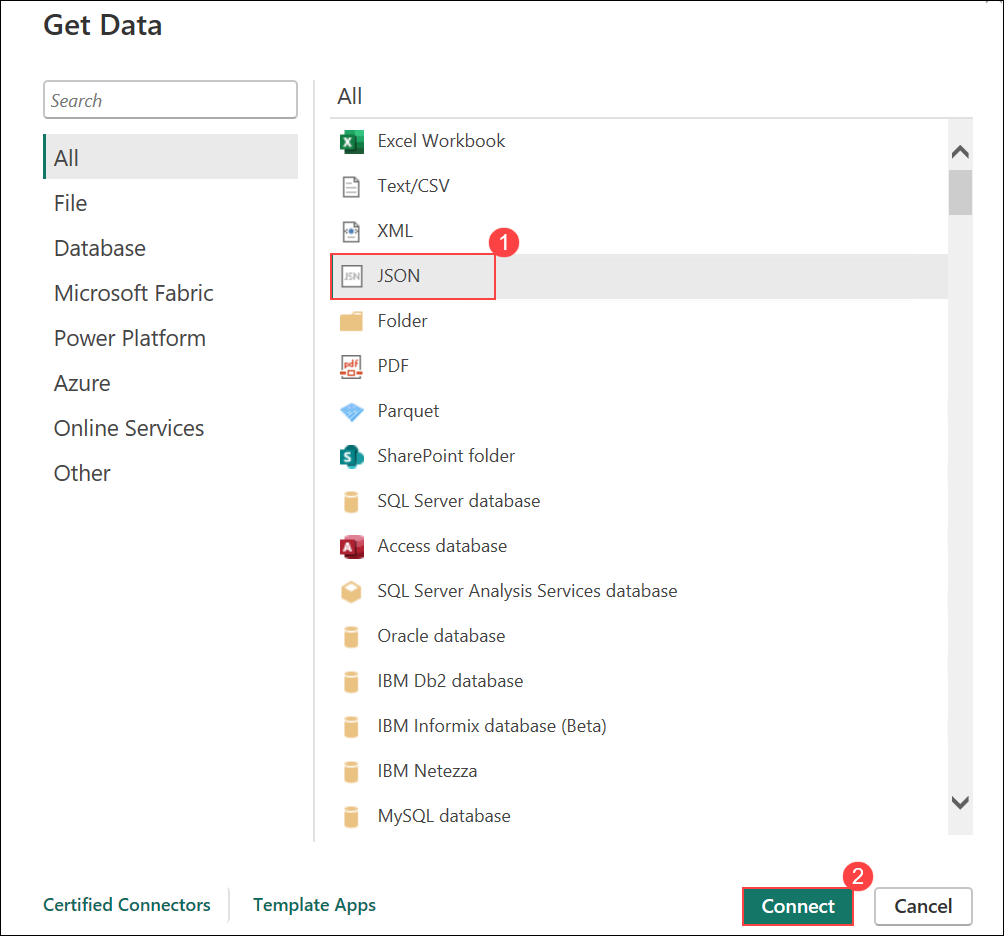 Get Data
Search
All
File
Database
Microsoft Fabric
Power Platform
Azure
Online Services
Other
All
Excel Workbook
Text/CSV
XML
1
JSN JSON
Folder
pdf PDF
Parquet
S SharePoint folder
SQL Server database
A Access database
SQL Server Analysis Services database
Oracle database
IBM Db2 database
IBM Informix database (Beta)
IBM Netezza
MySQL database
Certified Connectors
Template Apps
2
Connect
Cancel